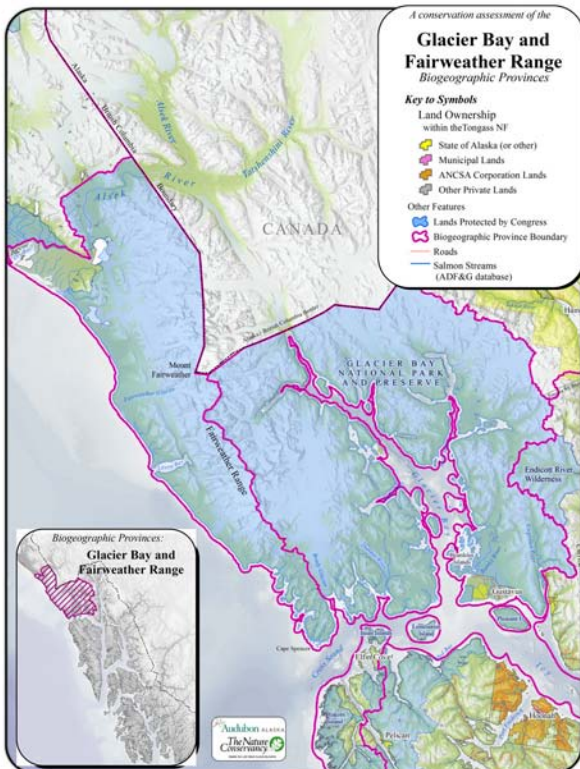 A conservation assessment of the
Glacier Bay and
Fairweather Range
Biogeographic Provinces
Key to Symbols
Land Ownership
within theTongass NF
State of Alaska (or other)
Municipal Lands
ANCSA Corporation Lands
Other Private Lands
Other Features
Lands Protected by Congress
Biogeographic Province Boundary
Roads
Salmon Streams
(ADF&G database)
Alaska
British Columbia
Boundary
Alsek River
Tatshenshini River
Alsek
River
CANADA
Mount
Fairweather
GLACIER BAY
NATIONAL PARK
AND PRESERVE
Fairweather Range
Endicott River
Wilderness
Gustavus
Pleasant I.
Cape Spencer
Cross Sound
Elfin Cove
Pelican
Hoonah
Biogeographic Provinces:
Glacier Bay and
Fairweather Range
Audubon ALASKA
The Nature
Conservancy